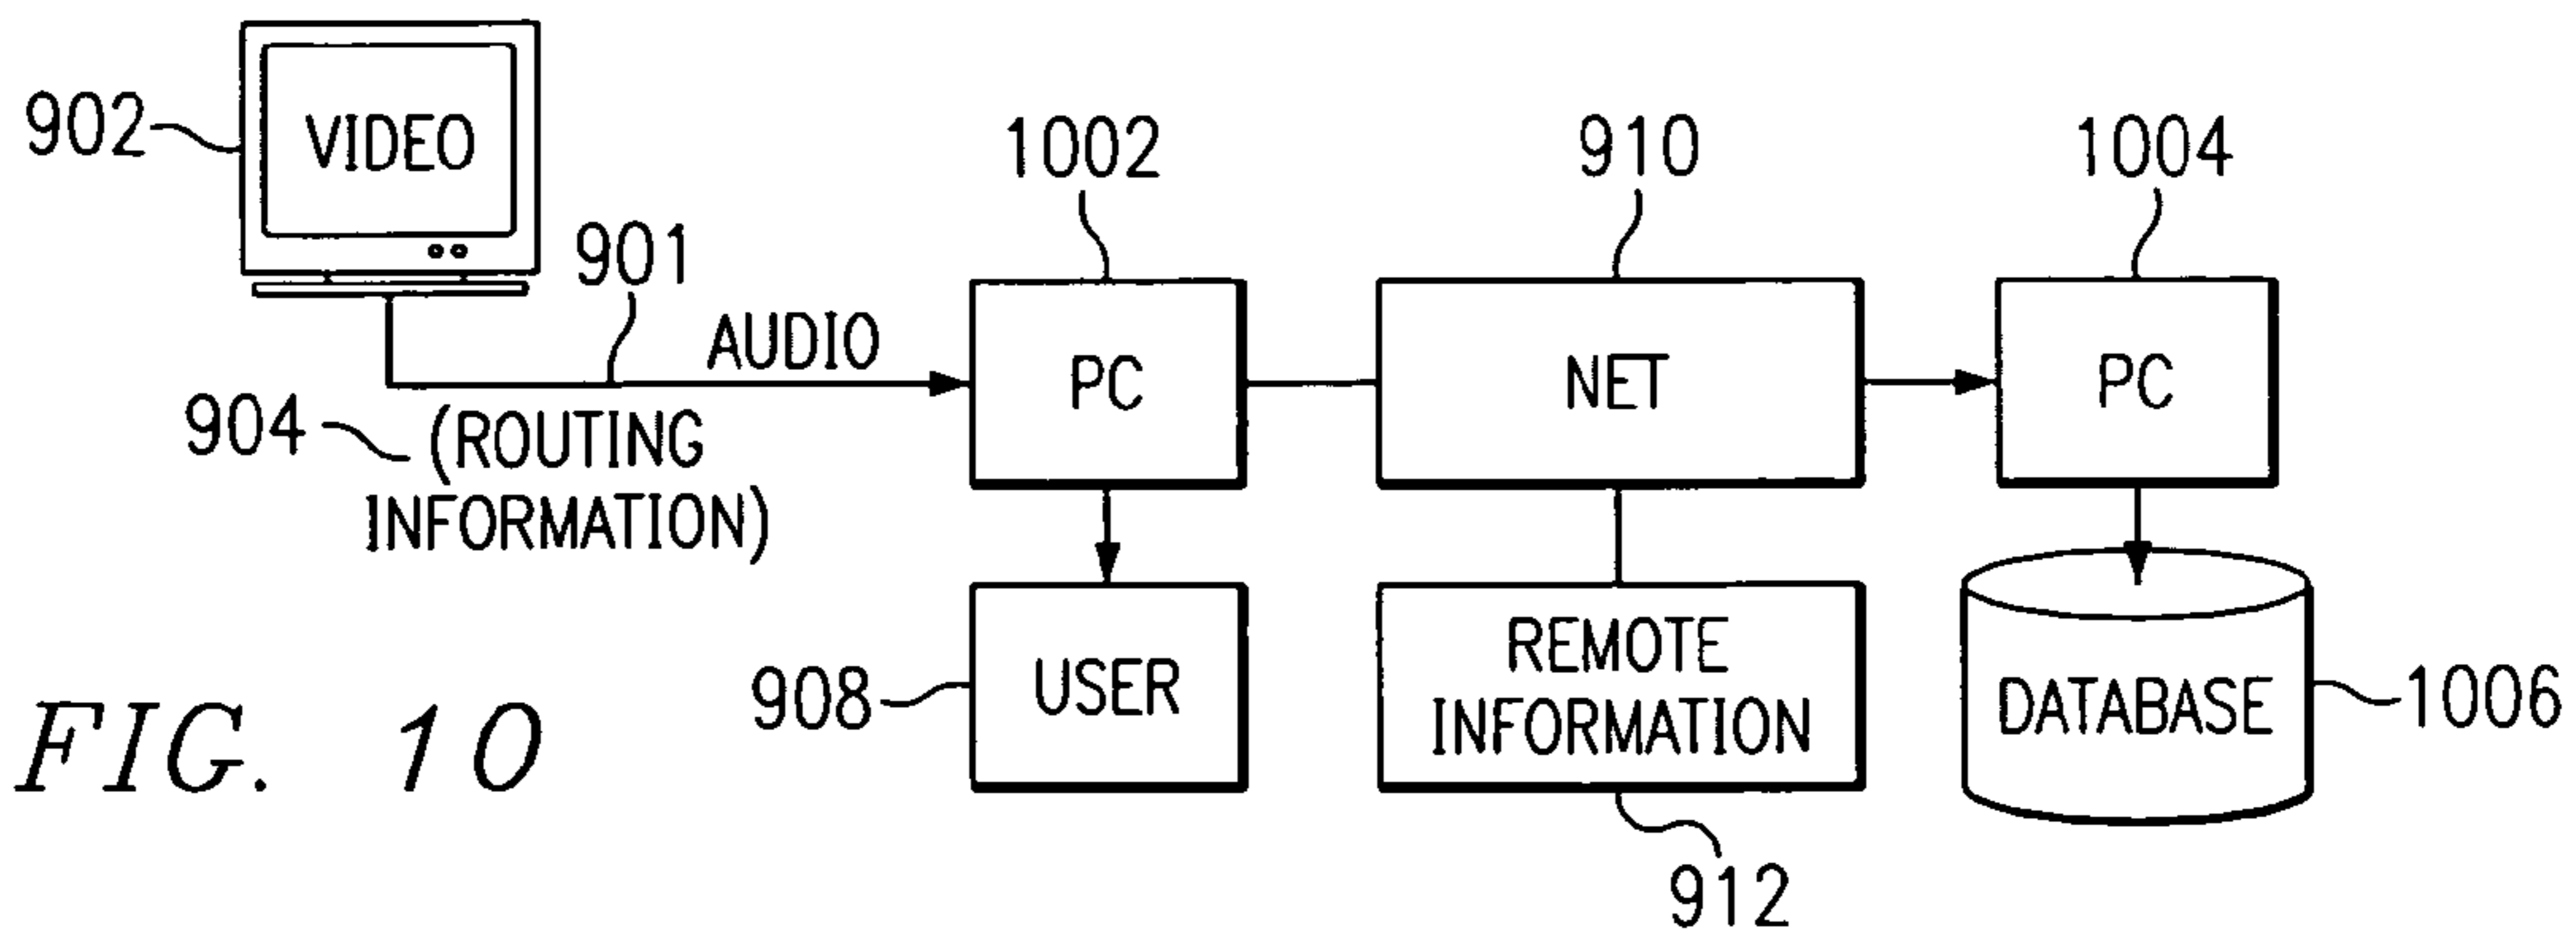 902
VIDEO
901
AUDIO
904
(ROUTING
INFORMATION)
1002
PC
910
NET
1004
PC
908
USER
REMOTE
INFORMATION
912
DATABASE
1006
FIG. 10